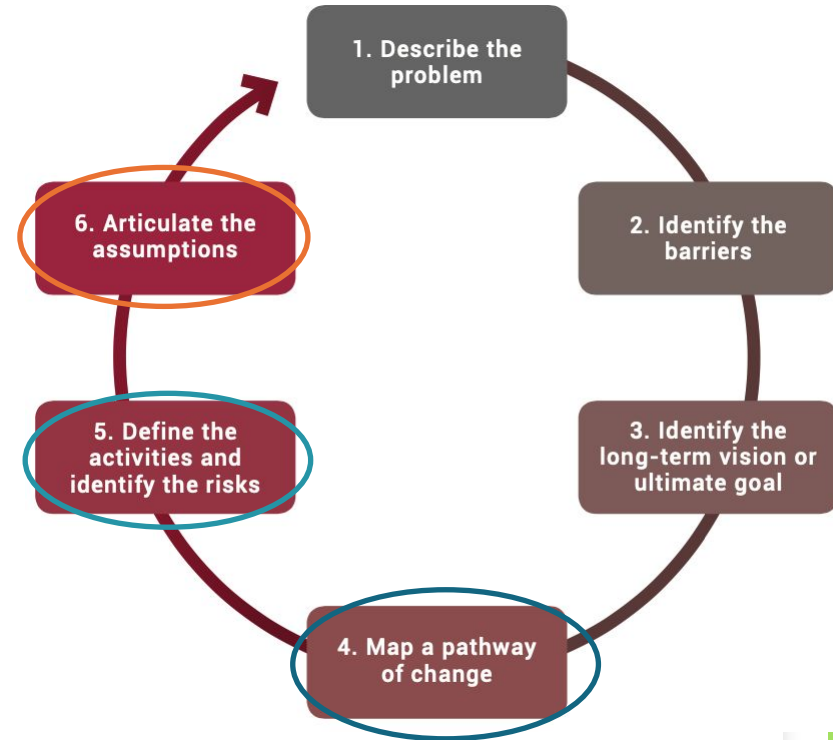 1. Describe the
problem
2. Identify the
barriers
3. Identify the
long-term vision or
ultimate goal
4. Map a pathway
of change
5. Define the
activities and
identify the risks
6. Articulate the
assumptions